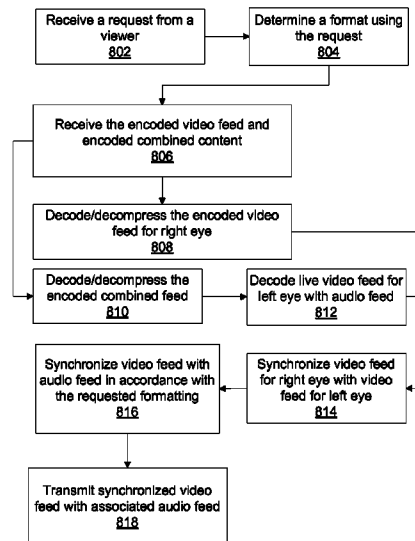 Receive a request from a
viewer
802
Determine a format using
the request
804
Receive the encoded video feed and
encoded combined content
806
Decode/decompress the encoded video
feed for right eye
808
Decode/decompress the
encoded combined feed
810
Decode live video feed for
left eye with audio feed
812
Synchronize video feed
for right eye with video
feed for left eye
814
Synchronize video feed with
audio feed in accordance with
the requested formatting
816
Transmit synchronized video
feed with associated audio feed
818